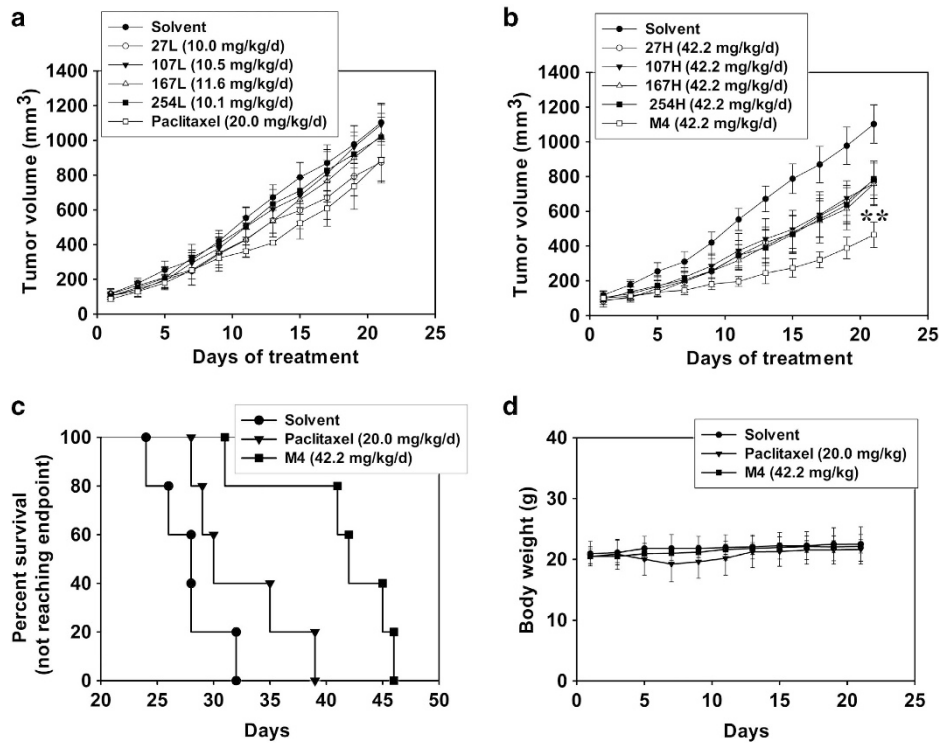 a
Solvent
27L (10.0 mg/kg/d)
107L (10.5 mg/kg/d)
167L (11.6 mg/kg/d)
254L (10.1 mg/kg/d)
Paclitaxel (20.0 mg/kg/d)
Tumor volume (mm3)
1400
1200
1000
800
600
400
200
0
0 5 10 15 20 25
Days of treatment
b
Solvent
27H (42.2 mg/kg/d)
107H (42.2 mg/kg/d)
167H (42.2 mg/kg/d)
254H (42.2 mg/kg/d)
M4 (42.2 mg/kg/d)
Tumor volume (mm3)
1400
1200
1000
800
600
400
200
0
**
0 5 10 15 20 25
Days of treatment
c
Solvent
Paclitaxel (20.0 mg/kg/d)
M4 (42.2 mg/kg/d)
Percent survival
(not reaching endpoint)
100
80
60
40
20
0
20 25 30 35 40 45 50
Days
d
Solvent
Paclitaxel (20.0 mg/kg)
M4 (42.2 mg/kg)
Body weight (g)
40
30
20
10
0
0 5 10 15 20 25
Days